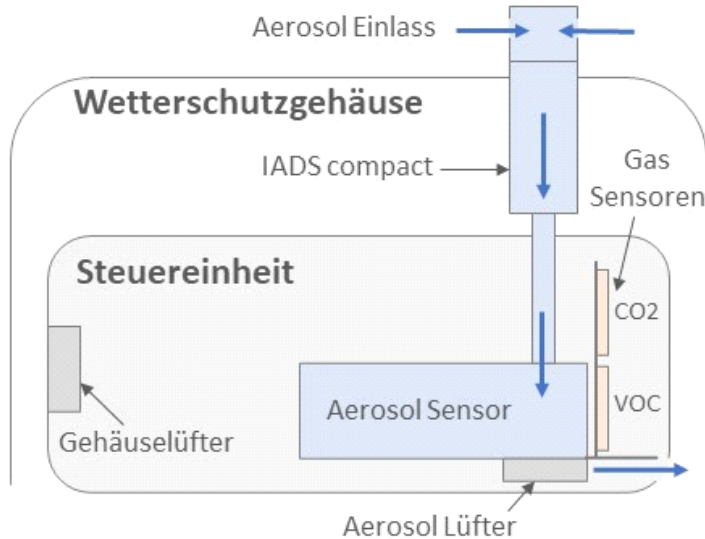 Aerosol Einlass
Wetterschutzgehäuse
IADS compact
Gas
Sensoren
Steuereinheit
CO2
Aerosol Sensor
VOC
Gehäuselüfter
Aerosol Lüfter